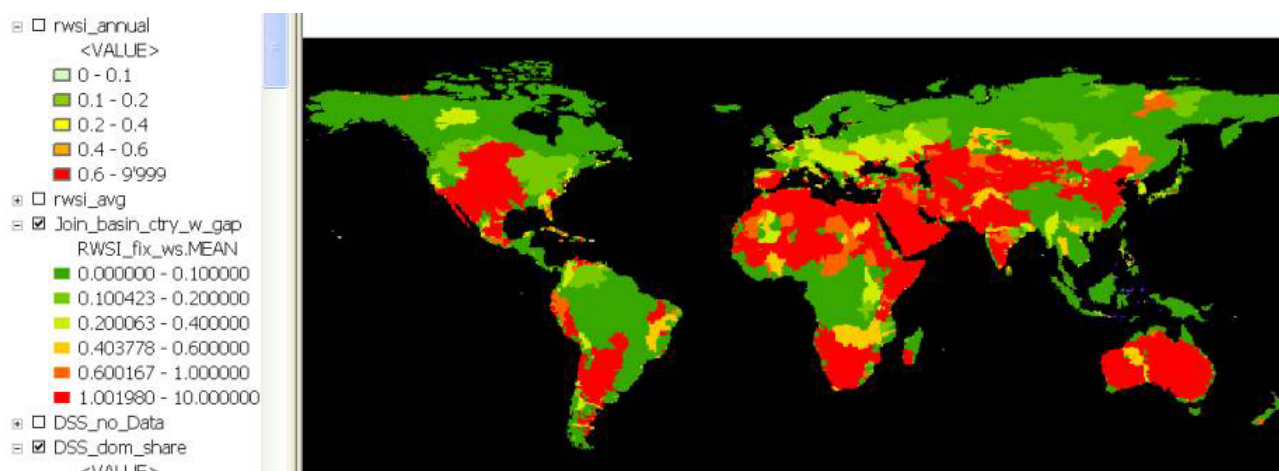 rwsi_annual
<VALUE>
0 - 0.1
0.1 - 0.2
0.2 - 0.4
0.4 - 0.6
0.6 - 9'999
rwsi_avg
Join_basin_ctry_w_gap
RWSI_fix_ws.MEAN
0.000000 - 0.100000
0.100423 - 0.200000
0.200063 - 0.400000
0.403778 - 0.600000
0.600167 - 1.000000
1.001980 - 10.000000
DSS_no_Data
DSS_dom_share
<VALUE>